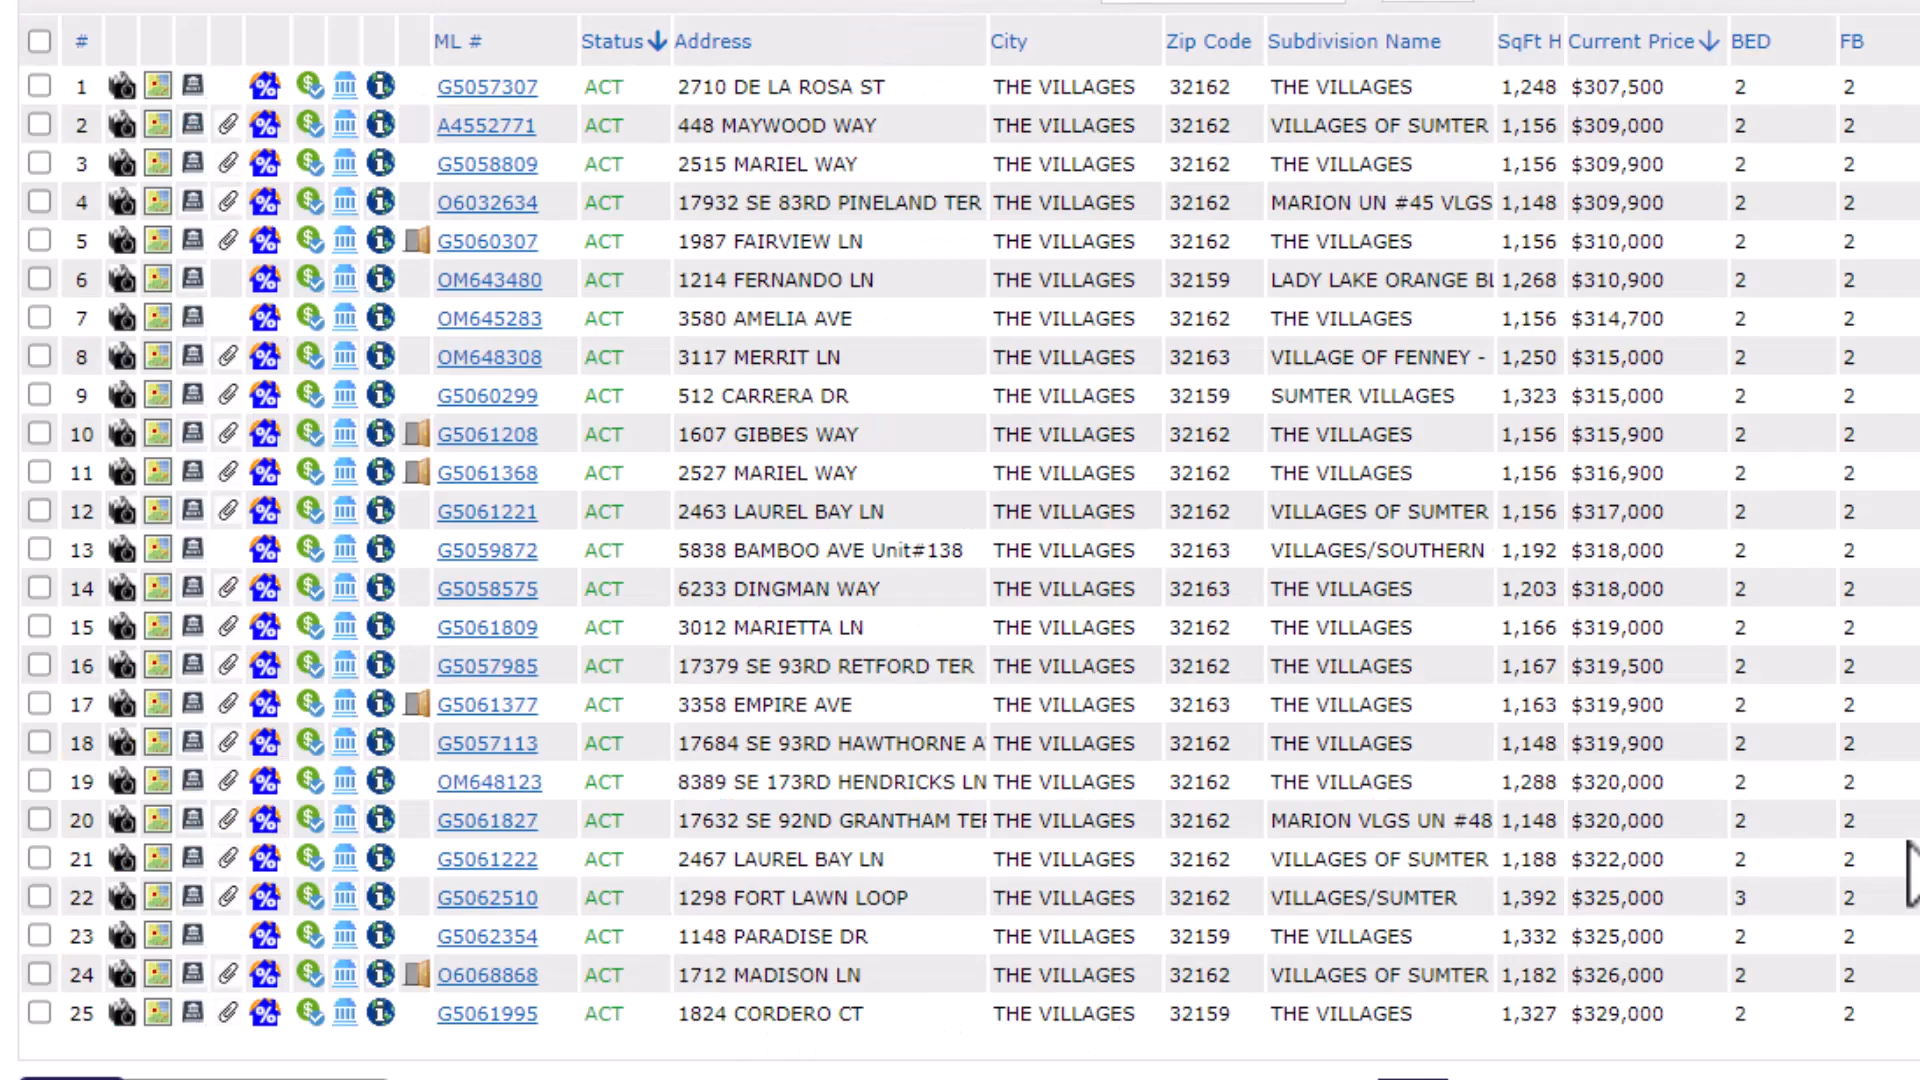 # ML # Status Address City Zip Code Subdivision Name SqFt H Current Price BED FB
1 G5057307 ACT 2710 DE LA ROSA ST THE VILLAGES 32162 THE VILLAGES 1,248 $307,500 2 2
2 A4552771 ACT 448 MAYWOOD WAY THE VILLAGES 32162 VILLAGES OF SUMTER 1,156 $309,000 2 2
3 G5058809 ACT 2515 MARIEL WAY THE VILLAGES 32162 THE VILLAGES 1,156 $309,900 2 2
4 O6032634 ACT 17932 SE 83RD PINELAND TER THE VILLAGES 32162 MARION UN #45 VLGS 1,148 $309,900 2 2
5 G5060307 ACT 1987 FAIRVIEW LN THE VILLAGES 32162 THE VILLAGES 1,156 $310,000 2 2
6 OM643480 ACT 1214 FERNANDO LN THE VILLAGES 32159 LADY LAKE ORANGE BL 1,268 $310,900 2 2
7 OM645283 ACT 3580 AMELIA AVE THE VILLAGES 32162 THE VILLAGES 1,156 $314,700 2 2
8 OM648308 ACT 3117 MERRIT LN THE VILLAGES 32163 VILLAGE OF FENNEY - 1,250 $315,000 2 2
9 G5060299 ACT 512 CARRERA DR THE VILLAGES 32159 SUMTER VILLAGES 1,323 $315,000 2 2
10 G5061208 ACT 1607 GIBBES WAY THE VILLAGES 32162 THE VILLAGES 1,156 $315,900 2 2
11 G5061368 ACT 2527 MARIEL WAY THE VILLAGES 32162 THE VILLAGES 1,156 $316,900 2 2
12 G5061221 ACT 2463 LAUREL BAY LN THE VILLAGES 32162 VILLAGES OF SUMTER 1,156 $317,000 2 2
13 G5059872 ACT 5838 BAMBOO AVE Unit#138 THE VILLAGES 32163 VILLAGES/SOUTHERN 1,192 $318,000 2 2
14 G5058575 ACT 6233 DINGMAN WAY THE VILLAGES 32163 THE VILLAGES 1,203 $318,000 2 2
15 G5061809 ACT 3012 MARIETTA LN THE VILLAGES 32162 THE VILLAGES 1,166 $319,000 2 2
16 G5057985 ACT 17379 SE 93RD RETFORD TER THE VILLAGES 32162 THE VILLAGES 1,167 $319,500 2 2
17 G5061377 ACT 3358 EMPIRE AVE THE VILLAGES 32163 THE VILLAGES 1,163 $319,900 2 2
18 G5057113 ACT 17684 SE 93RD HAWTHORNE A THE VILLAGES 32162 THE VILLAGES 1,148 $319,900 2 2
19 OM648123 ACT 8389 SE 173RD HENDRICKS LN THE VILLAGES 32162 THE VILLAGES 1,288 $320,000 2 2
20 G5061827 ACT 17632 SE 92ND GRANTHAM TER THE VILLAGES 32162 MARION VLGS UN #48 1,148 $320,000 2 2
21 G5061222 ACT 2467 LAUREL BAY LN THE VILLAGES 32162 VILLAGES OF SUMTER 1,188 $322,000 2 2
22 G5062510 ACT 1298 FORT LAWN LOOP THE VILLAGES 32162 VILLAGES/SUMTER 1,392 $325,000 3 2
23 G5062354 ACT 1148 PARADISE DR THE VILLAGES 32159 THE VILLAGES 1,332 $325,000 2 2
24 O6068868 ACT 1712 MADISON LN THE VILLAGES 32162 VILLAGES OF SUMTER 1,182 $326,000 2 2
25 G5061995 ACT 1824 CORDERO CT THE VILLAGES 32159 THE VILLAGES 1,327 $329,000 2 2